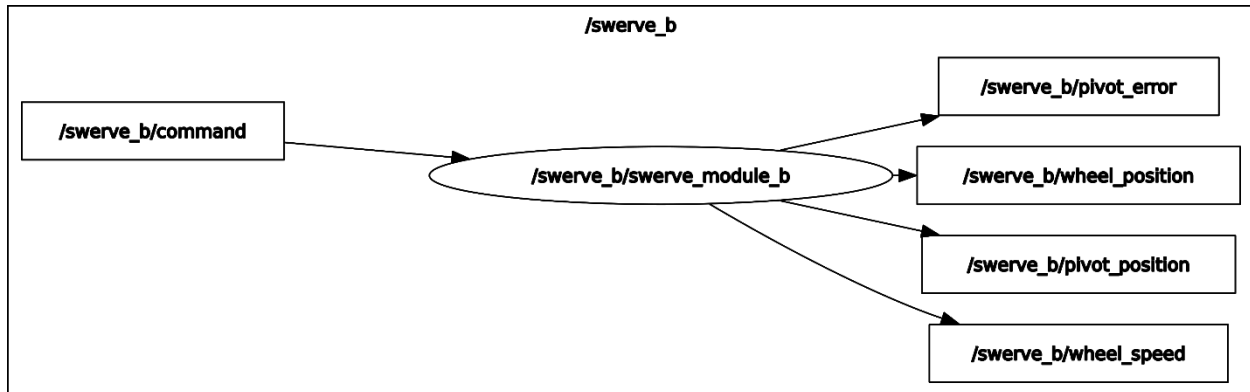 /swerve_b
/swerve_b/pivot_error
/swerve_b/command
/swerve_b/swerve_module_b
/swerve_b/wheel_position
/swerve_b/pivot_position
/swerve_b/wheel_speed